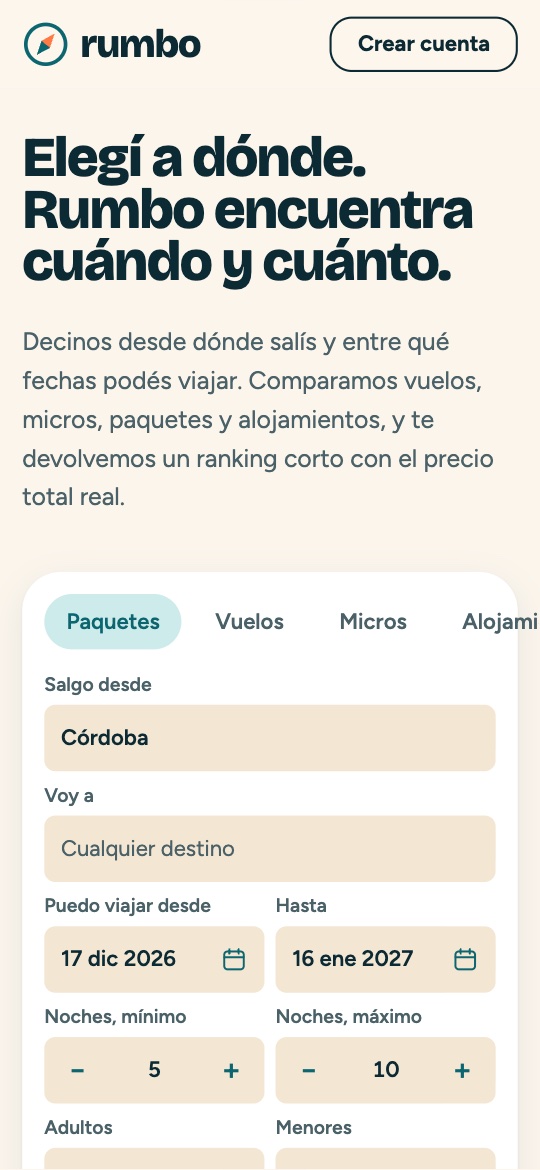 rumbo
Crear cuenta
Elegí a dónde.
Rumbo encuentra
cuándo y cuánto.
Decinos desde dónde salís y entre qué
fechas podés viajar. Comparamos vuelos,
micros, paquetes y alojamientos, y te
devolvemos un ranking corto con el precio
total real.
Paquetes Vuelos Micros Alojami
Salgo desde
Córdoba
Voy a
Cualquier destino
Puedo viajar desde Hasta
17 dic 2026 16 ene 2027
Noches, mínimo Noches, máximo
− 5 + − 10 +
Adultos Menores